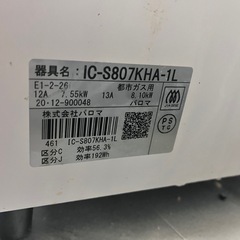 器具名: IC-S807KHA-1L
E1-2-26 都市ガス用
12A 7.55kW 13A 8.10kW
20・12-900048 パロマ
株式会社パロマ
461 IC-S807KHA-1L
区分C 効率56.3%
区分J 効率192Wh
PS
TG